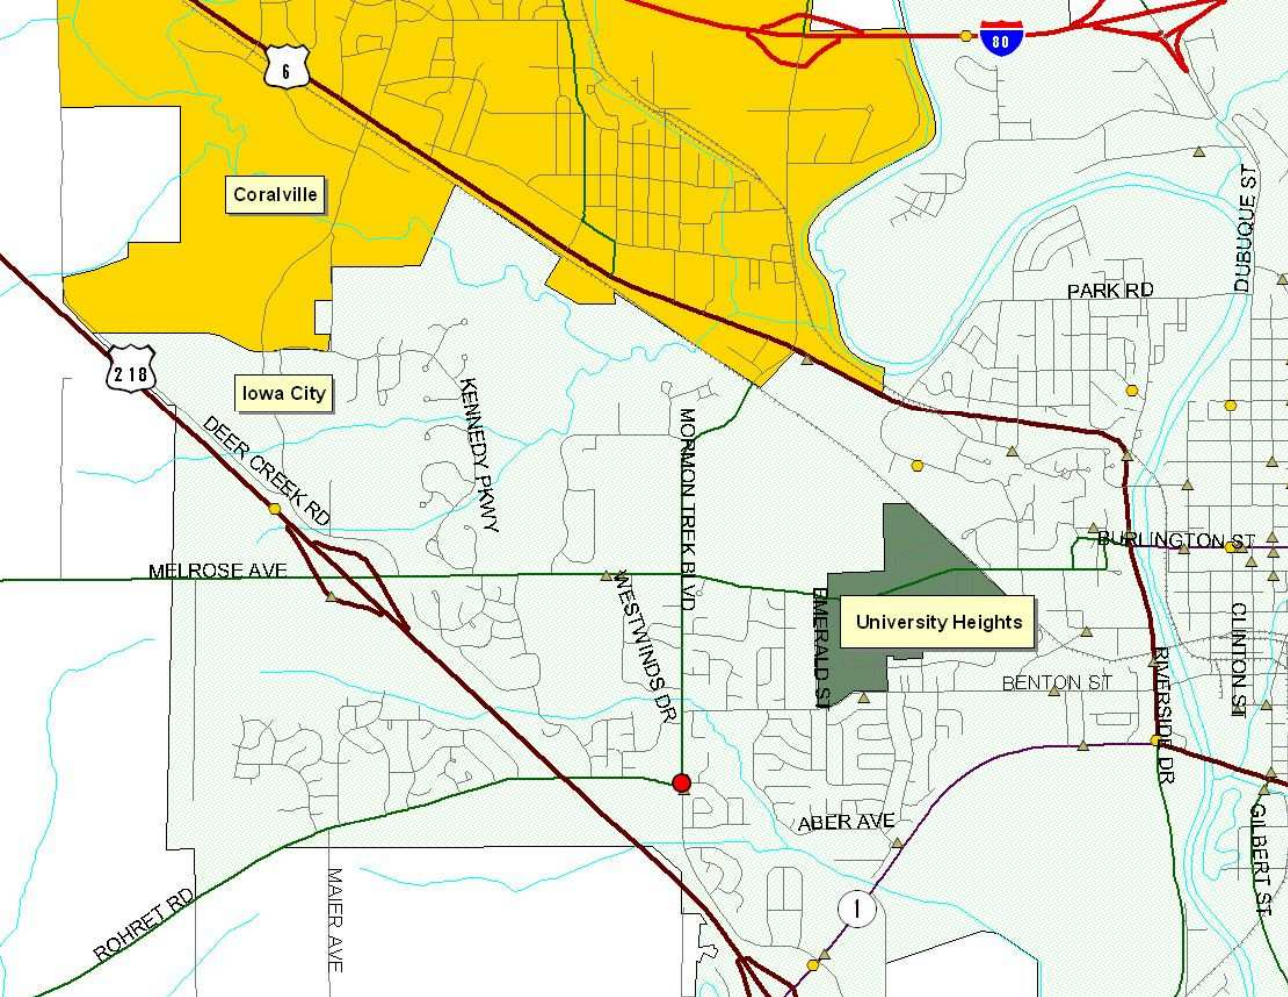 80
6
DUBUQUE ST
Coralville
PARK RD
218
Iowa City
KENNEDY PKWY
MORMON TREK BLVD
DEER CREEK RD
BURLINGTON ST
MELROSE AVE
WESTWINDS DR
EMERALD ST
University Heights
CLINTON ST
BENTON ST
RIVERSIDE DR
ABER AVE
GILBERT ST
MAIER AVE
1
ROHRET RD